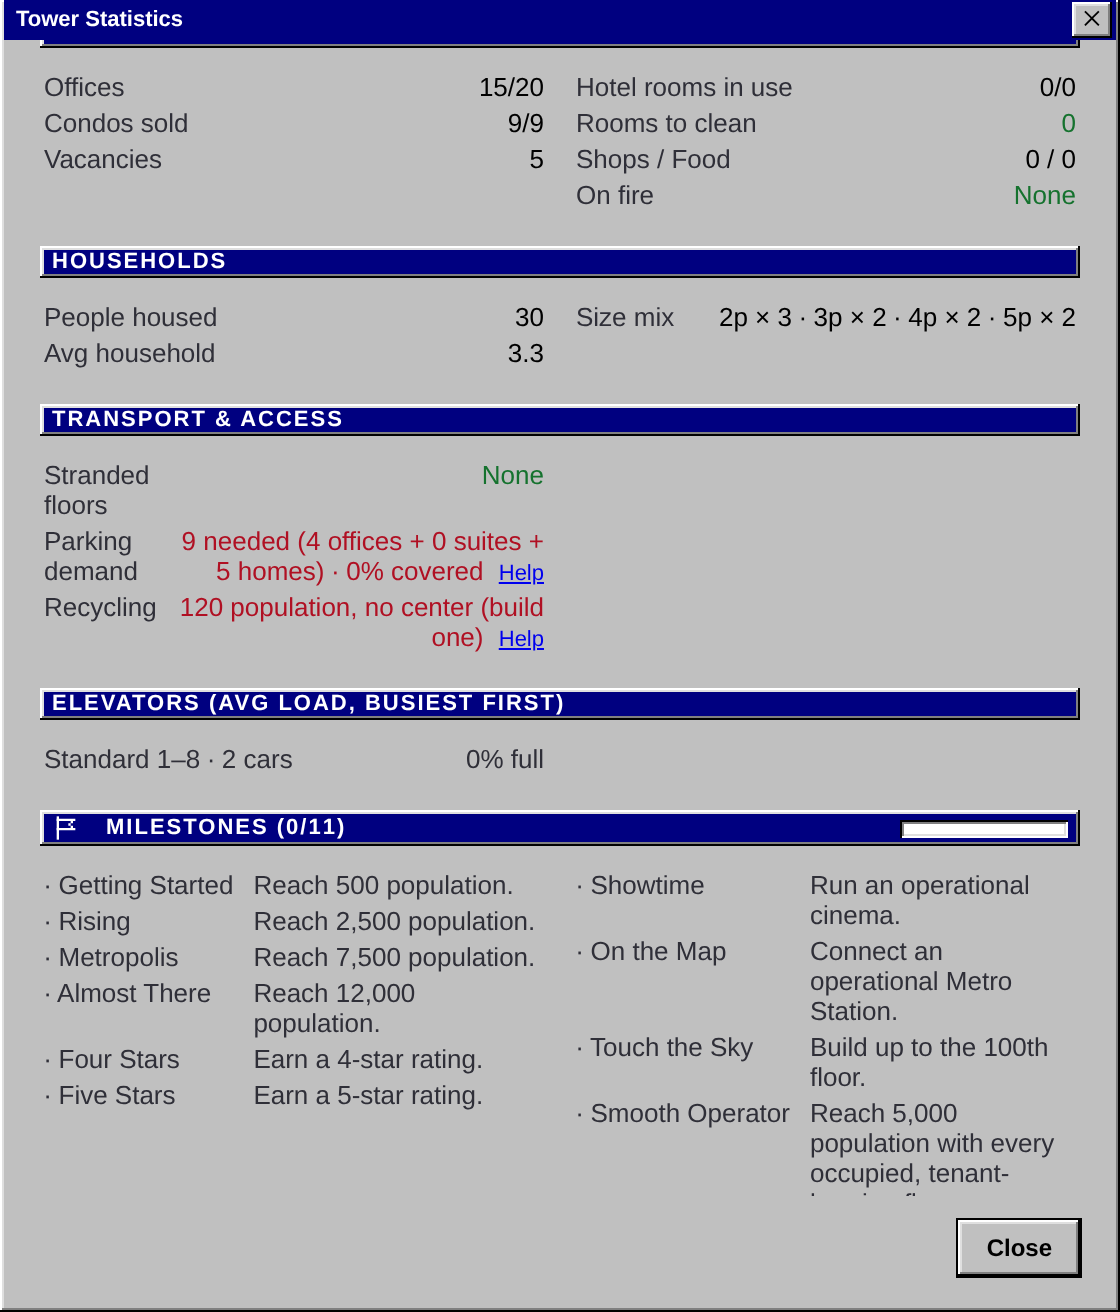 Tower Statistics
Offices 15/20
Condos sold 9/9
Vacancies 5
Hotel rooms in use 0/0
Rooms to clean 0
Shops / Food 0 / 0
On fire None
HOUSEHOLDS
People housed 30
Avg household 3.3
Size mix 2p × 3 · 3p × 2 · 4p × 2 · 5p × 2
TRANSPORT & ACCESS
Stranded floors None
Parking demand 9 needed (4 offices + 0 suites +
5 homes) · 0% covered Help
Recycling 120 population, no center (build
one) Help
ELEVATORS (AVG LOAD, BUSIEST FIRST)
Standard 1–8 · 2 cars 0% full
MILESTONES (0/11)
· Getting Started Reach 500 population.
· Rising Reach 2,500 population.
· Metropolis Reach 7,500 population.
· Almost There Reach 12,000
population.
· Four Stars Earn a 4-star rating.
· Five Stars Earn a 5-star rating.
· Showtime Run an operational
cinema.
· On the Map Connect an
operational Metro
Station.
· Touch the Sky Build up to the 100th
floor.
· Smooth Operator Reach 5,000
population with every
occupied, tenant-
Close